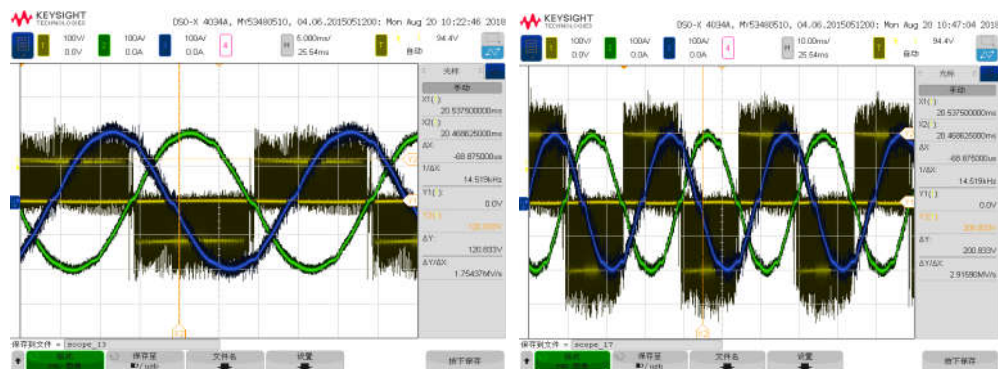 KEYSIGHT
TECHNOLOGIES
DSO-X 4034A, MY53480510, 04.06.2015051200: Mon Aug 20 10:22:46 2018
1 100V/ 0.0V
2 100A/ 0.0A
3 100A/ 0.0A
4
H 5.000ms/ 25.54ms
T 94.4V
自动
光标
手动
X1( ):
20.537500000ms
X2( ):
20.468625000ms
ΔX:
-68.875000us
1/ΔX:
14.519kHz
Y1( ):
0.0V
ΔY:
120.833V
ΔY/ΔX:
1.75437MV/s
保存到文件 = scope_13
保存至
文件名
设置
按下保存
KEYSIGHT
TECHNOLOGIES
DSO-X 4034A, MY53480510, 04.06.2015051200: Mon Aug 20 10:47:04 2018
1 100V/ 0.0V
2 100A/ 0.0A
3 100A/ 0.0A
4
H 10.00ms/ 25.54ms
T 94.4V
自动
光标
手动
X1( ):
20.537500000ms
X2( ):
20.468625000ms
ΔX:
-68.875000us
1/ΔX:
14.519kHz
Y1( ):
0.0V
ΔY:
200.833V
ΔY/ΔX:
2.91590MV/s
保存到文件 = scope_17
保存至
文件名
设置
按下保存